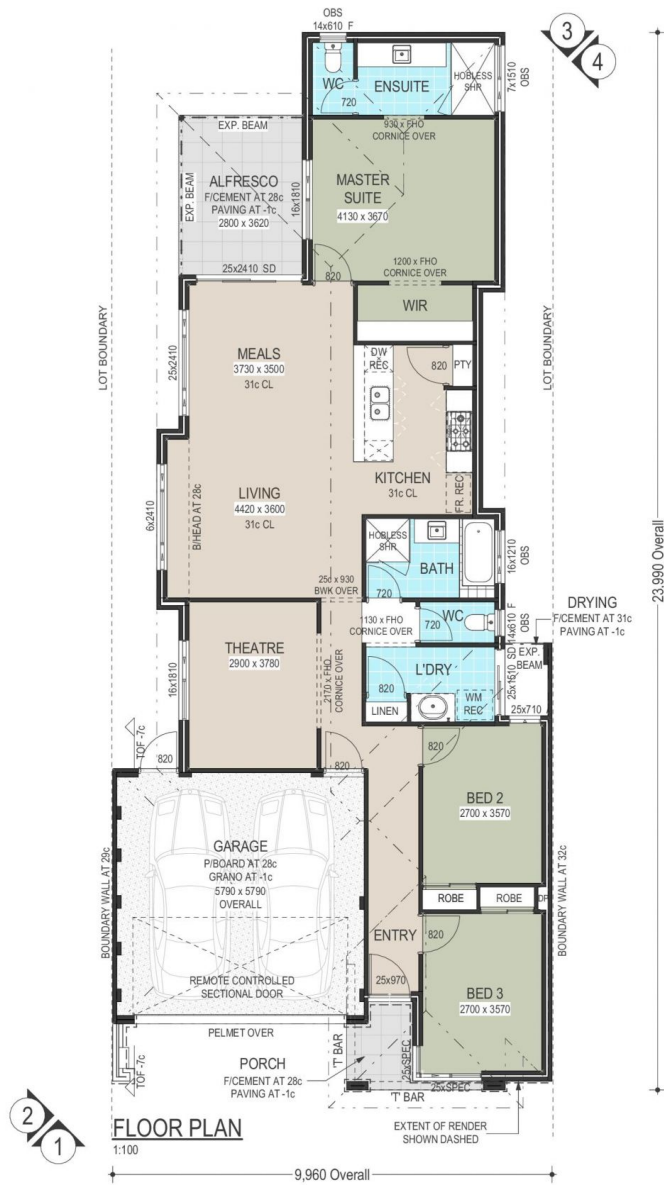 OBS
14x610 F
3
4
WC
720
ENSUITE
HOBLESS
SHR
7x1510
OBS
930 x FHO
CORNICE OVER
EXP. BEAM
EXP. BEAM
ALFRESCO
F/CEMENT AT 28c
PAVING AT -1c
2800 x 3620
16x1810
MASTER
SUITE
4130 x 3670
25x2410 SD
820
1200 x FHO
CORNICE OVER
WIR
LOT BOUNDARY
LOT BOUNDARY
MEALS
3730 x 3500
31c CL
25x2410
DW
REC
820
PTY
KITCHEN
31c CL
FR. REC
LIVING
4420 x 3600
31c CL
6x2410
B/HEAD AT 28c
HOBLESS
SHR
BATH
720
16x1210
OBS
25c x 930
BWK OVER
23.990 Overall
1130 x FHO
CORNICE OVER
WC
720
14x610 F
OBS
DRYING
F/CEMENT AT 31c
PAVING AT -1c
THEATRE
2900 x 3780
16x1810
2170 x FHO
CORNICE OVER
L'DRY
820
LINEN
WM
REC
25x1510 SD
EXP.
BEAM
25x710
TOF -7c
820
820
820
BED 2
2700 x 3570
GARAGE
P/BOARD AT 28c
GRANO AT -1c
5790 x 5790
OVERALL
BOUNDARY WALL AT 29c
BOUNDARY WALL AT 32c
ROBE
ROBE
DP
ENTRY
820
25x970
BED 3
2700 x 3570
REMOTE CONTROLLED
SECTIONAL DOOR
PELMET OVER
TOF -7c
PORCH
F/CEMENT AT 28c
PAVING AT -1c
'T' BAR
25xSPEC
25xSPEC
'T' BAR
2
1
FLOOR PLAN
1:100
EXTENT OF RENDER
SHOWN DASHED
9,960 Overall